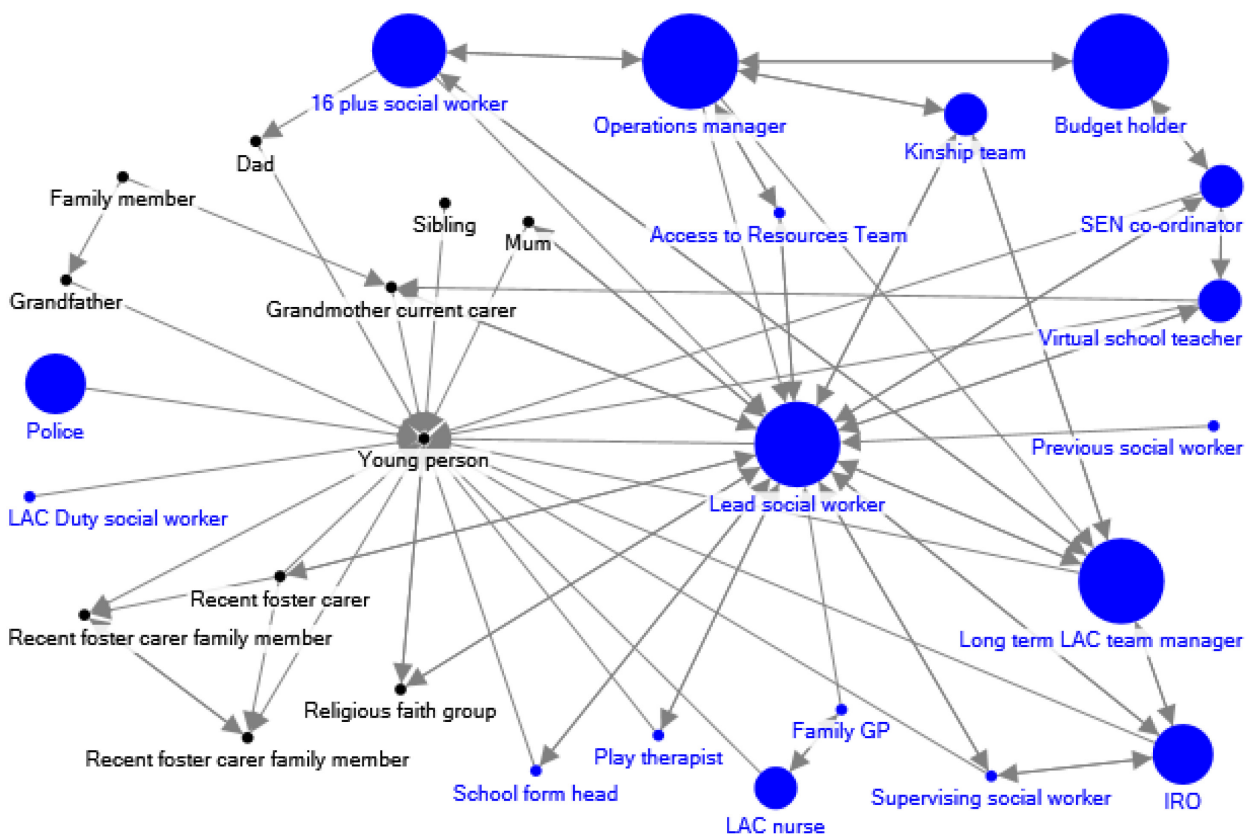 16 plus social worker
Operations manager
Budget holder
Kinship team
Dad
Family member
Sibling
Mum
Access to Resources Team
SEN co-ordinator
Grandfather
Grandmother current carer
Virtual school teacher
Police
Young person
Previous social worker
Lead social worker
LAC Duty social worker
Recent foster carer
Recent foster carer family member
Long term LAC team manager
Religious faith group
Family GP
Recent foster carer family member
Play therapist
School form head
Supervising social worker
IRO
LAC nurse